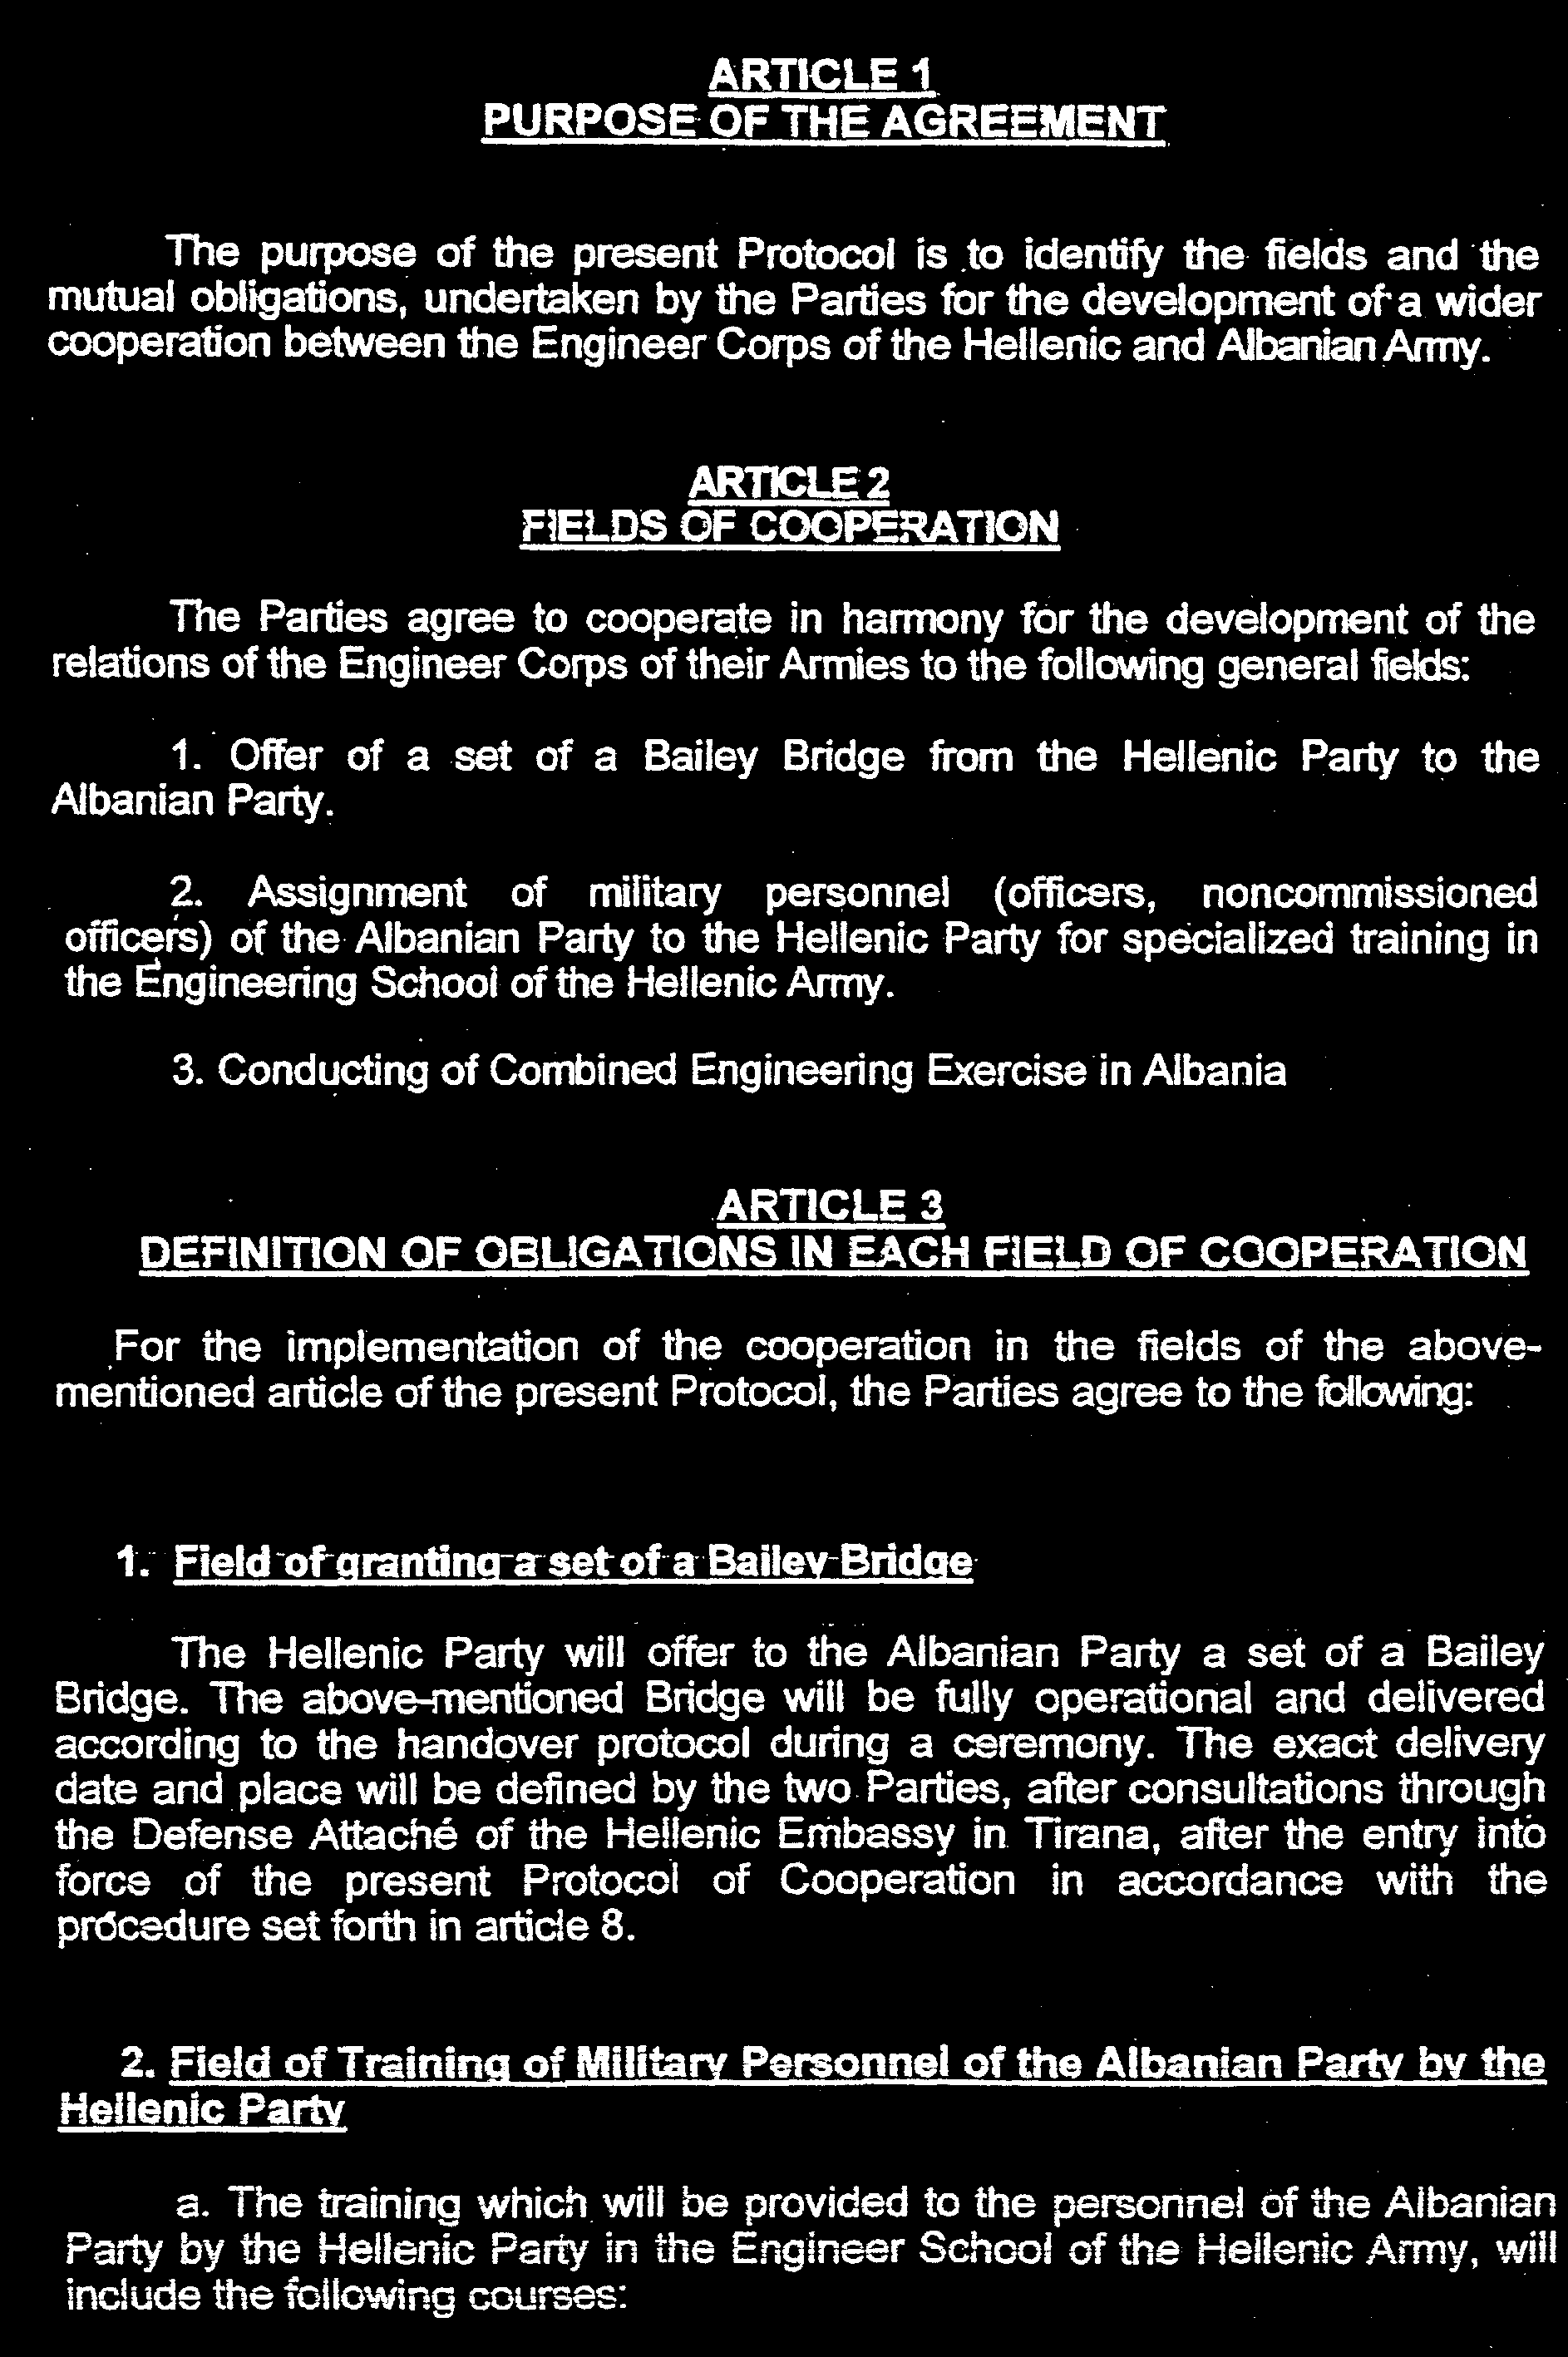 ARTICLE 1
PURPOSE OF THE AGREEMENT
The purpose of the present Protocol is to identify the fields and the
mutual obligations, undertaken by the Parties for the development of a wider
cooperation between the Engineer Corps of the Hellenic and Albanian Army.
ARTICLE 2
FIELDS OF COOPERATION
The Parties agree to cooperate in harmony for the development of the
relations of the Engineer Corps of their Armies to the following general fields:
1. Offer of a set of a Bailey Bridge from the Hellenic Party to the
Albanian Party.
2. Assignment of military personnel (officers, noncommissioned
officers) of the Albanian Party to the Hellenic Party for specialized training in
the Engineering School of the Hellenic Army.
3. Conducting of Combined Engineering Exercise in Albania
ARTICLE 3
DEFINITION OF OBLIGATIONS IN EACH FIELD OF COOPERATION
For the implementation of the cooperation in the fields of the above-
mentioned article of the present Protocol, the Parties agree to the following:
1. Field of granting a set of a Bailey Bridge
The Hellenic Party will offer to the Albanian Party a set of a Bailey
Bridge. The above-mentioned Bridge will be fully operational and delivered
according to the handover protocol during a ceremony. The exact delivery
date and place will be defined by the two Parties, after consultations through
the Defense Attaché of the Hellenic Embassy in Tirana, after the entry into
force of the present Protocol of Cooperation in accordance with the
procedure set forth in article 8.
2. Field of Training of Military Personnel of the Albanian Party by the
Hellenic Party
a. The training which will be provided to the personnel of the Albanian
Party by the Hellenic Party in the Engineer School of the Hellenic Army, will
include the following courses: